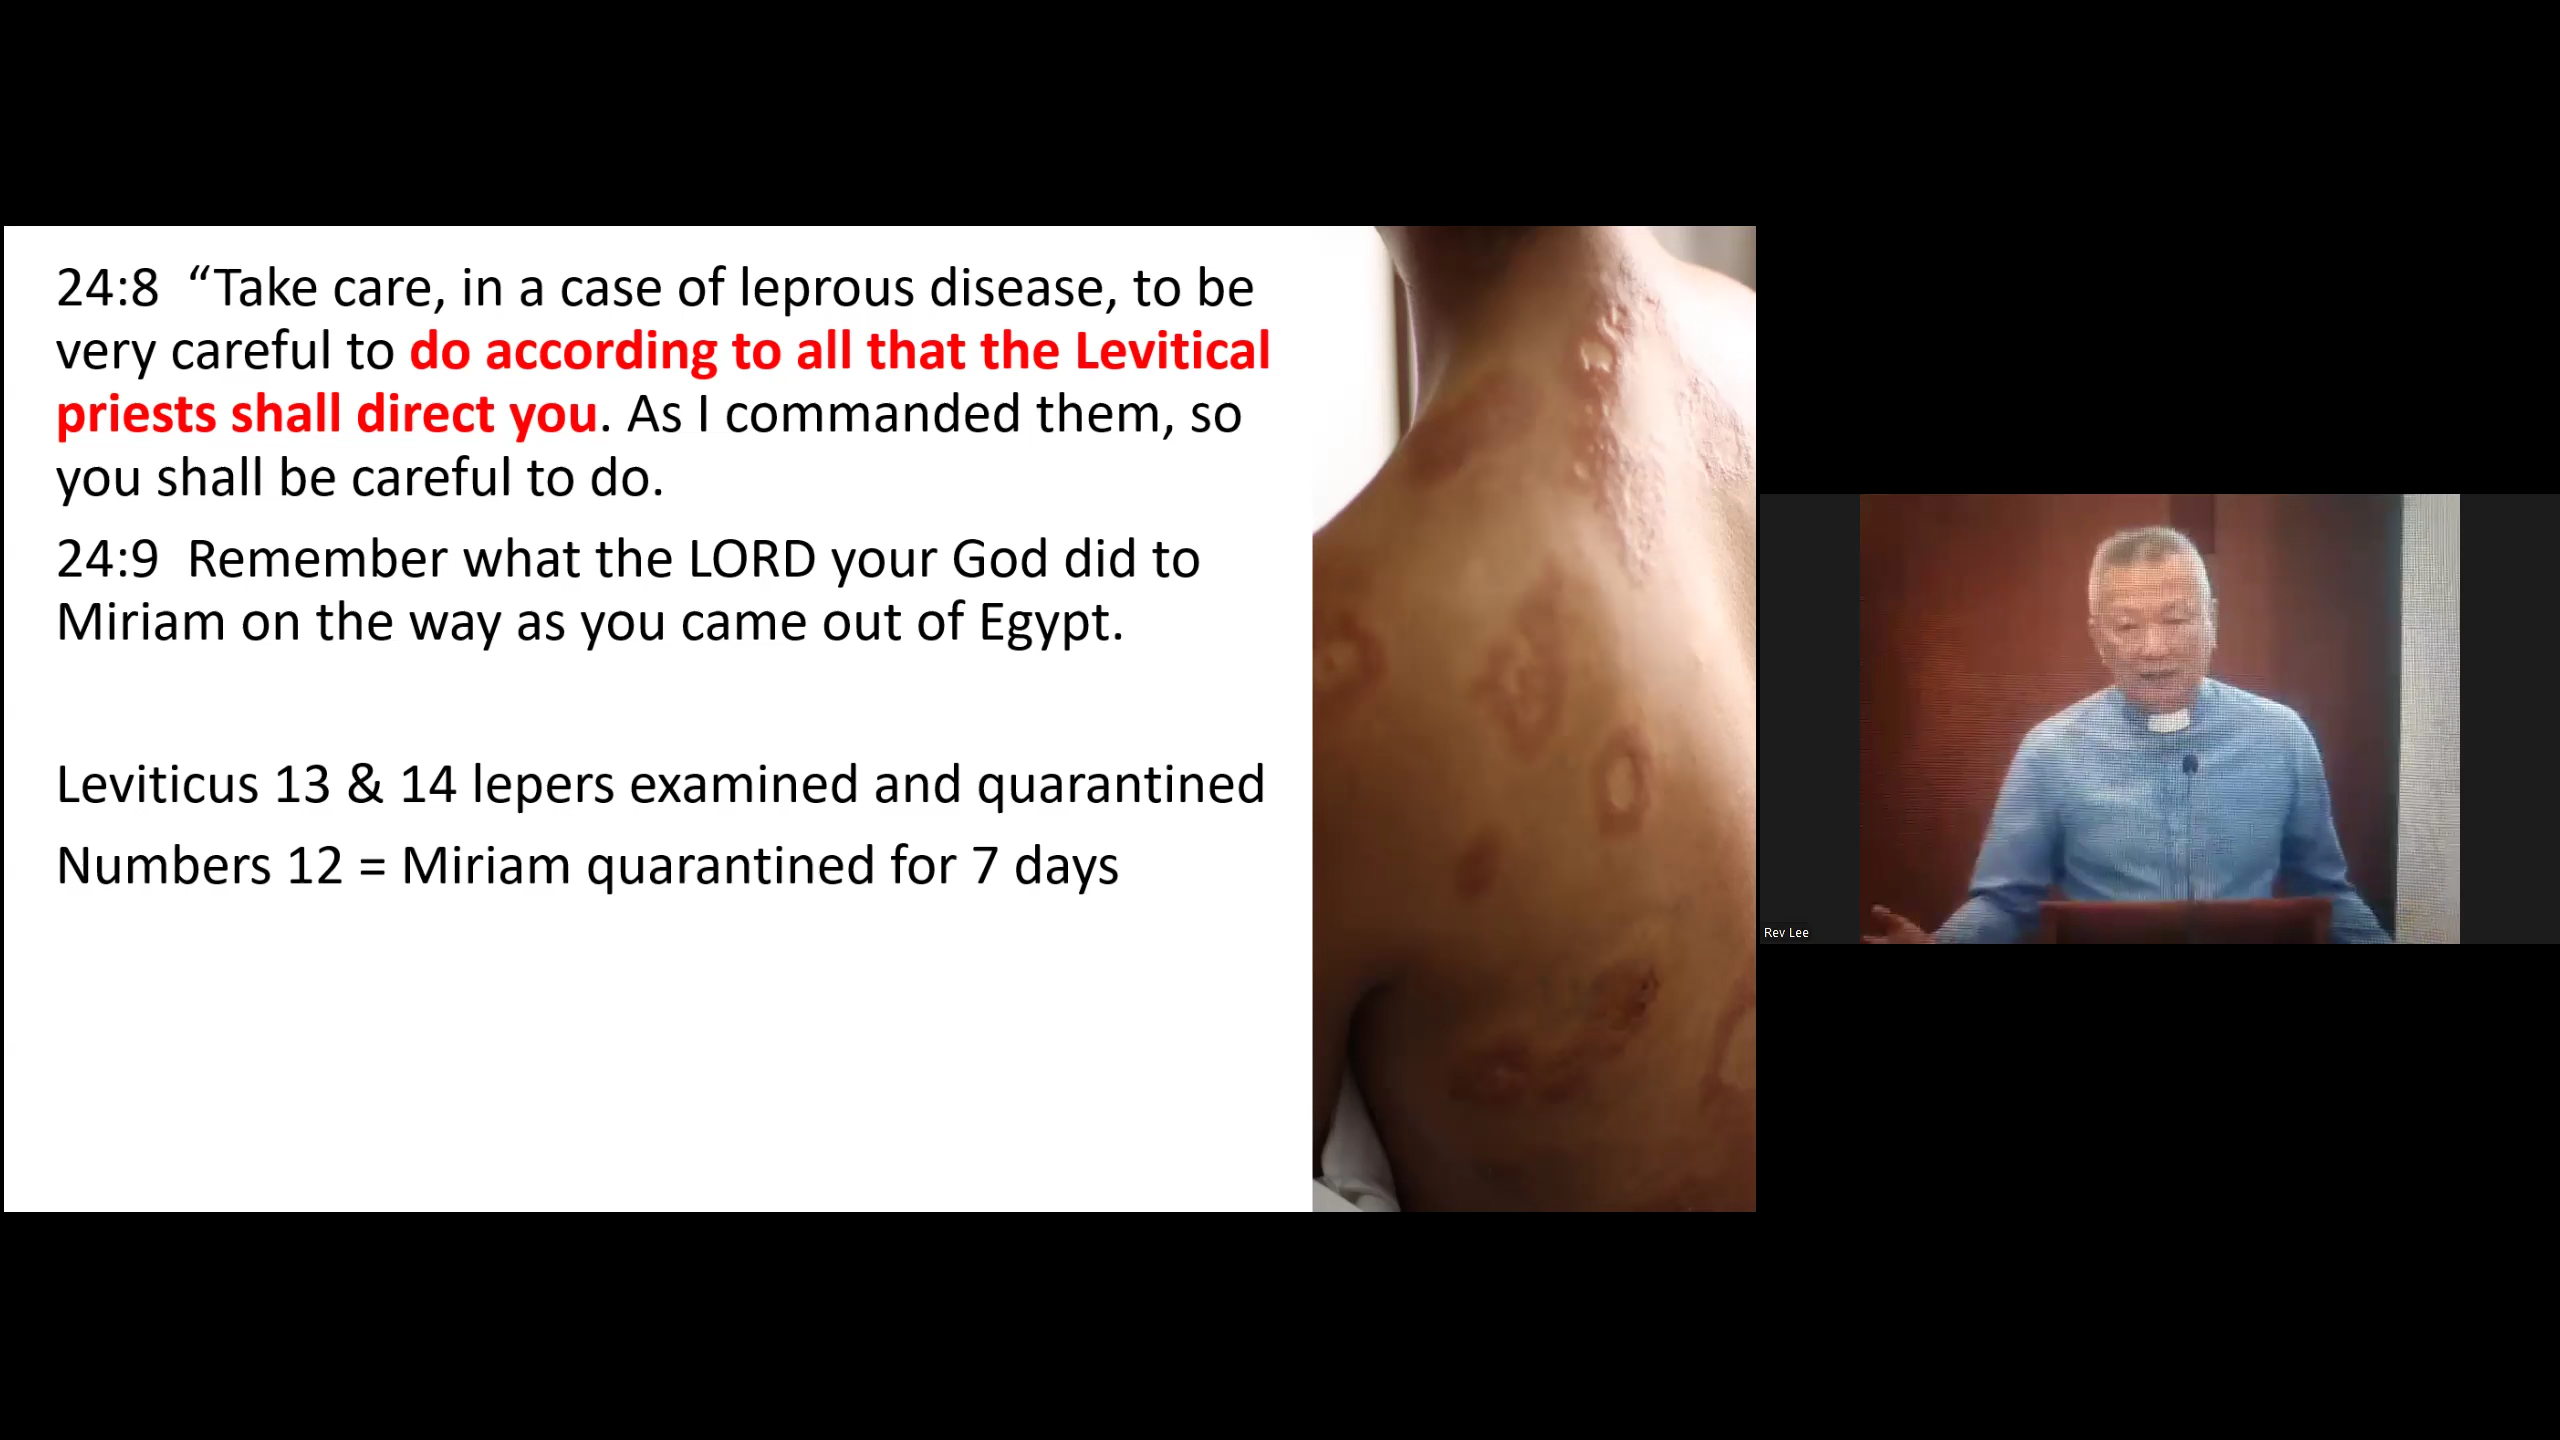 24:8  “Take care, in a case of leprous disease, to be
very careful to do according to all that the Levitical
priests shall direct you. As I commanded them, so
you shall be careful to do.
24:9  Remember what the LORD your God did to
Miriam on the way as you came out of Egypt.
Leviticus 13 & 14 lepers examined and quarantined
Numbers 12 = Miriam quarantined for 7 days
Rev Lee